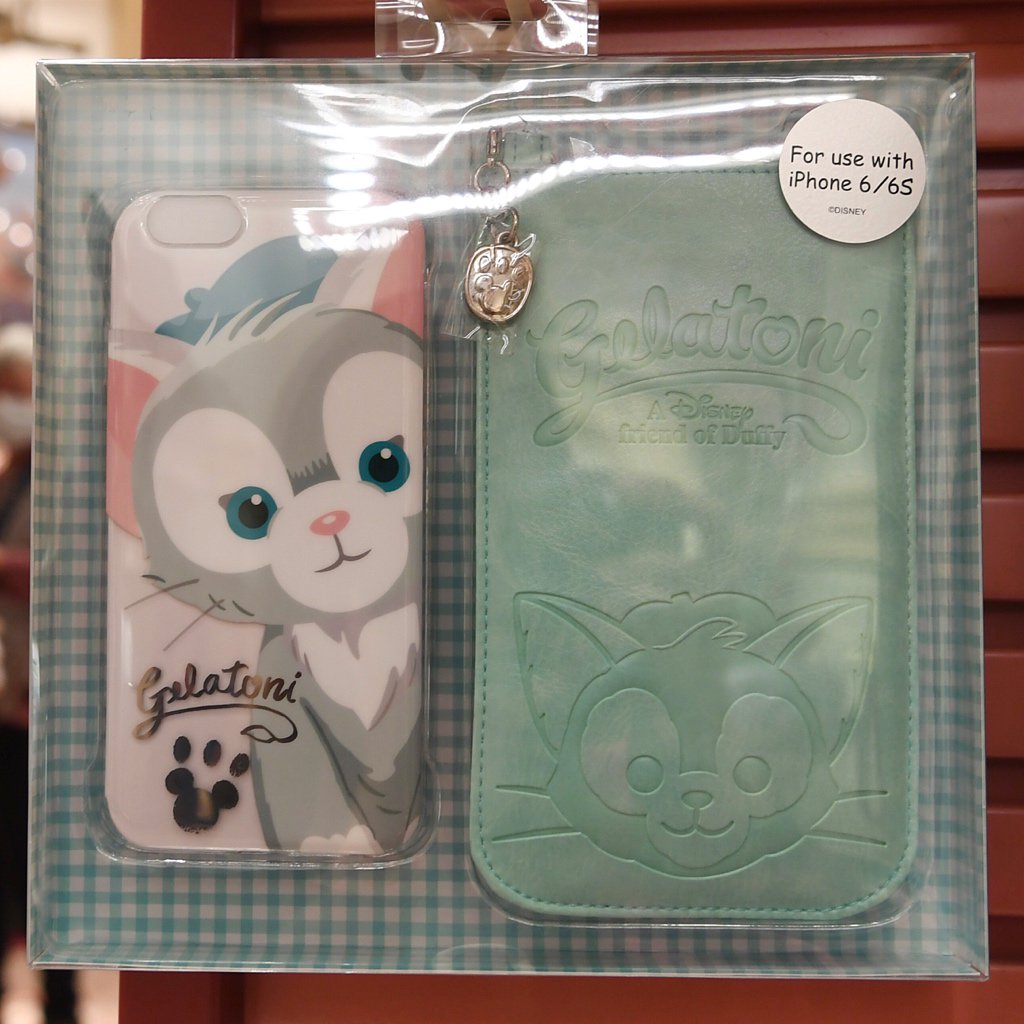 For use with
iPhone 6/6S
©DISNEY
Gelatoni
A Disney
friend of Duffy
Gelatoni